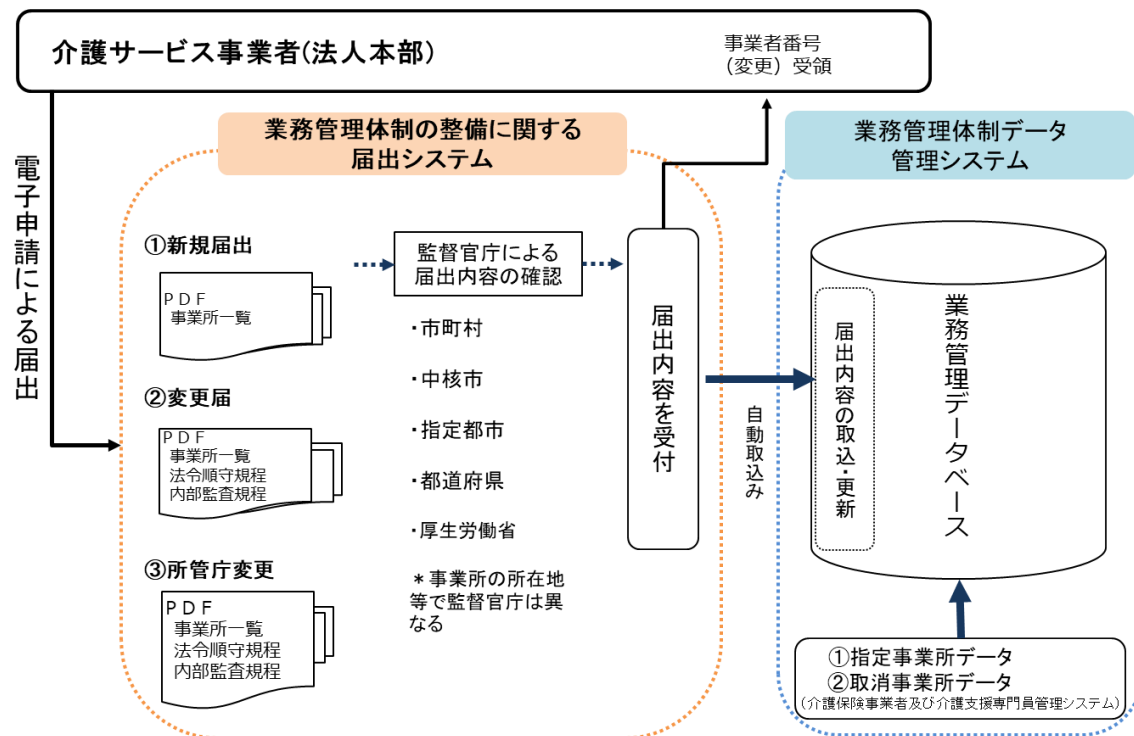 介護サービス事業者(法人本部)
事業者番号
（変更）受領
電子申請による届出
業務管理体制の整備に関する
届出システム
①新規届出
ＰＤＦ
事業所一覧
②変更届
ＰＤＦ
事業所一覧
法令順守規程
内部監査規程
③所管庁変更
ＰＤＦ
事業所一覧
法令順守規程
内部監査規程
監督官庁による
届出内容の確認
・市町村
・中核市
・指定都市
・都道府県
・厚生労働省
＊事業所の所在地
等で監督官庁は異
なる
届出内容を受付
自動取込み
業務管理体制データ
管理システム
届出内容の取込・更新
業務管理データベース
①指定事業所データ
②取消事業所データ
(介護保険事業者及び介護支援専門員管理システム)